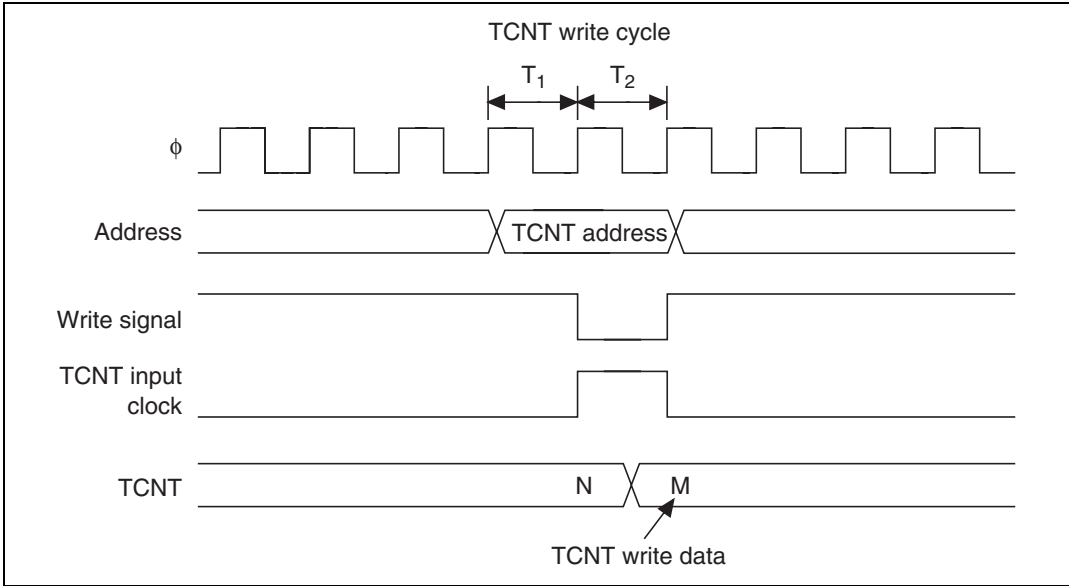 TCNT write cycle
T1 T2
ϕ
Address
TCNT address
Write signal
TCNT input
clock
TCNT
N
M
TCNT write data